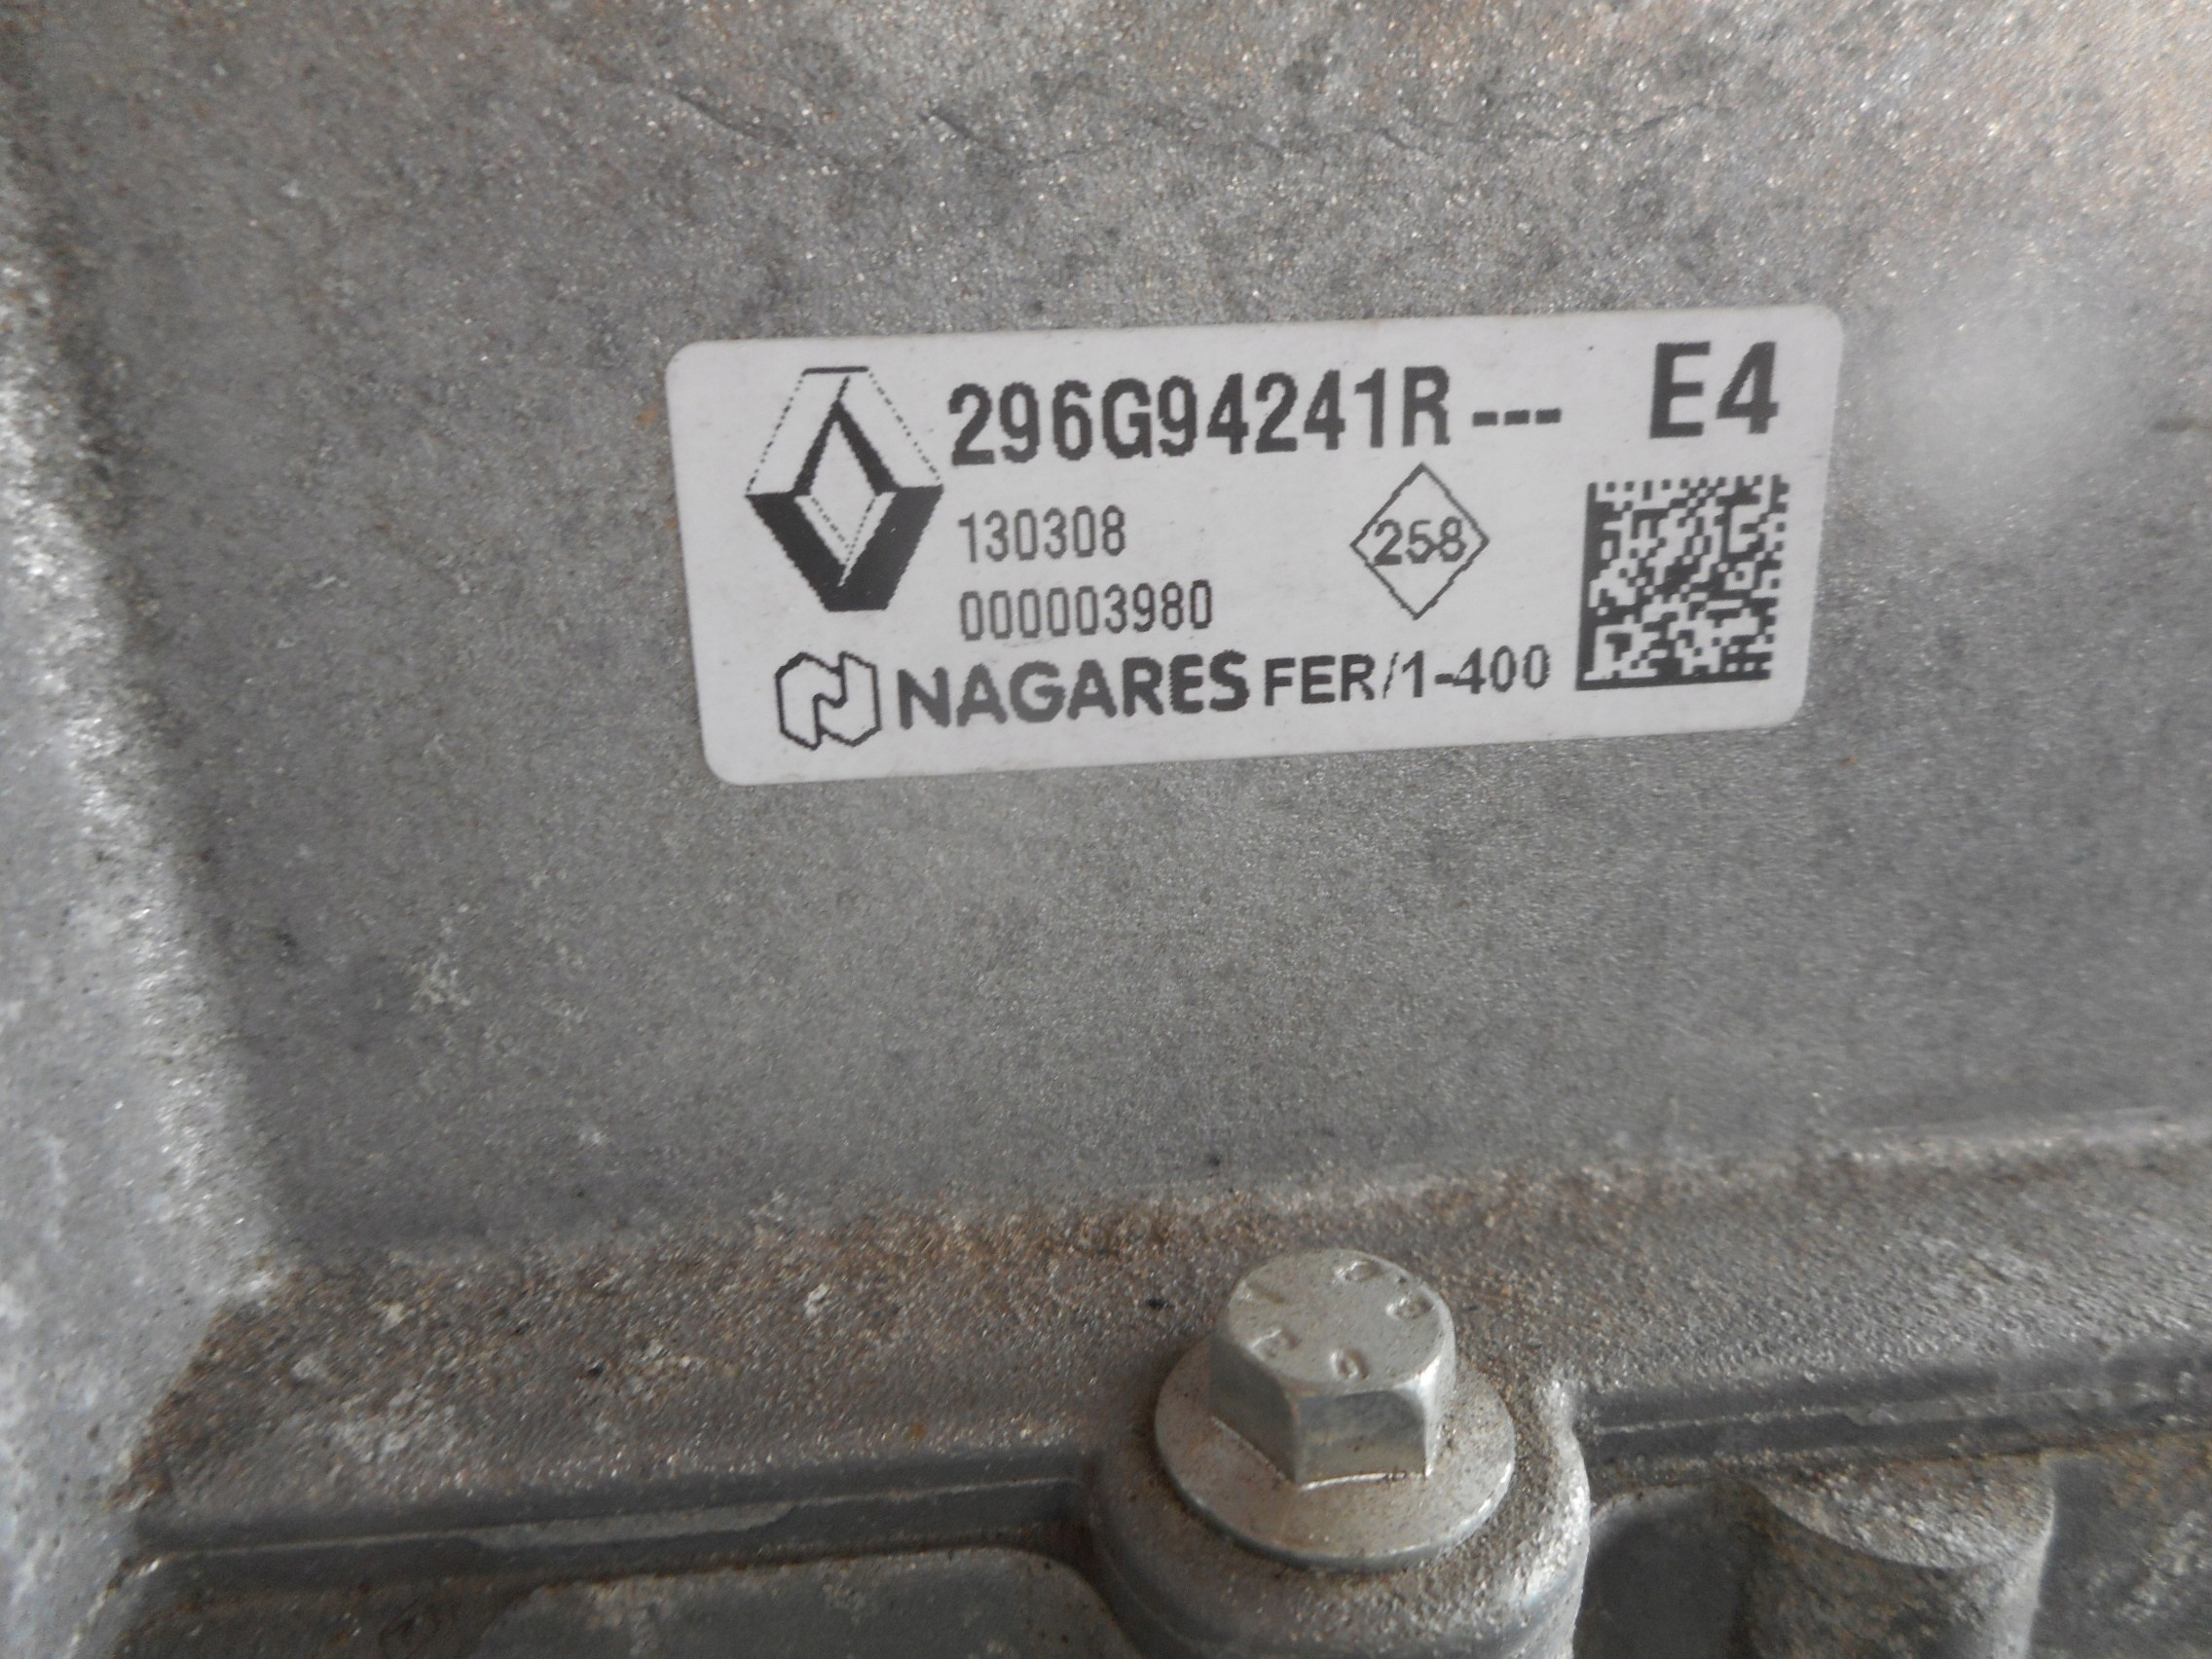 296G94241R--- E4
130308
258
000003980
NAGARES FER/1-400